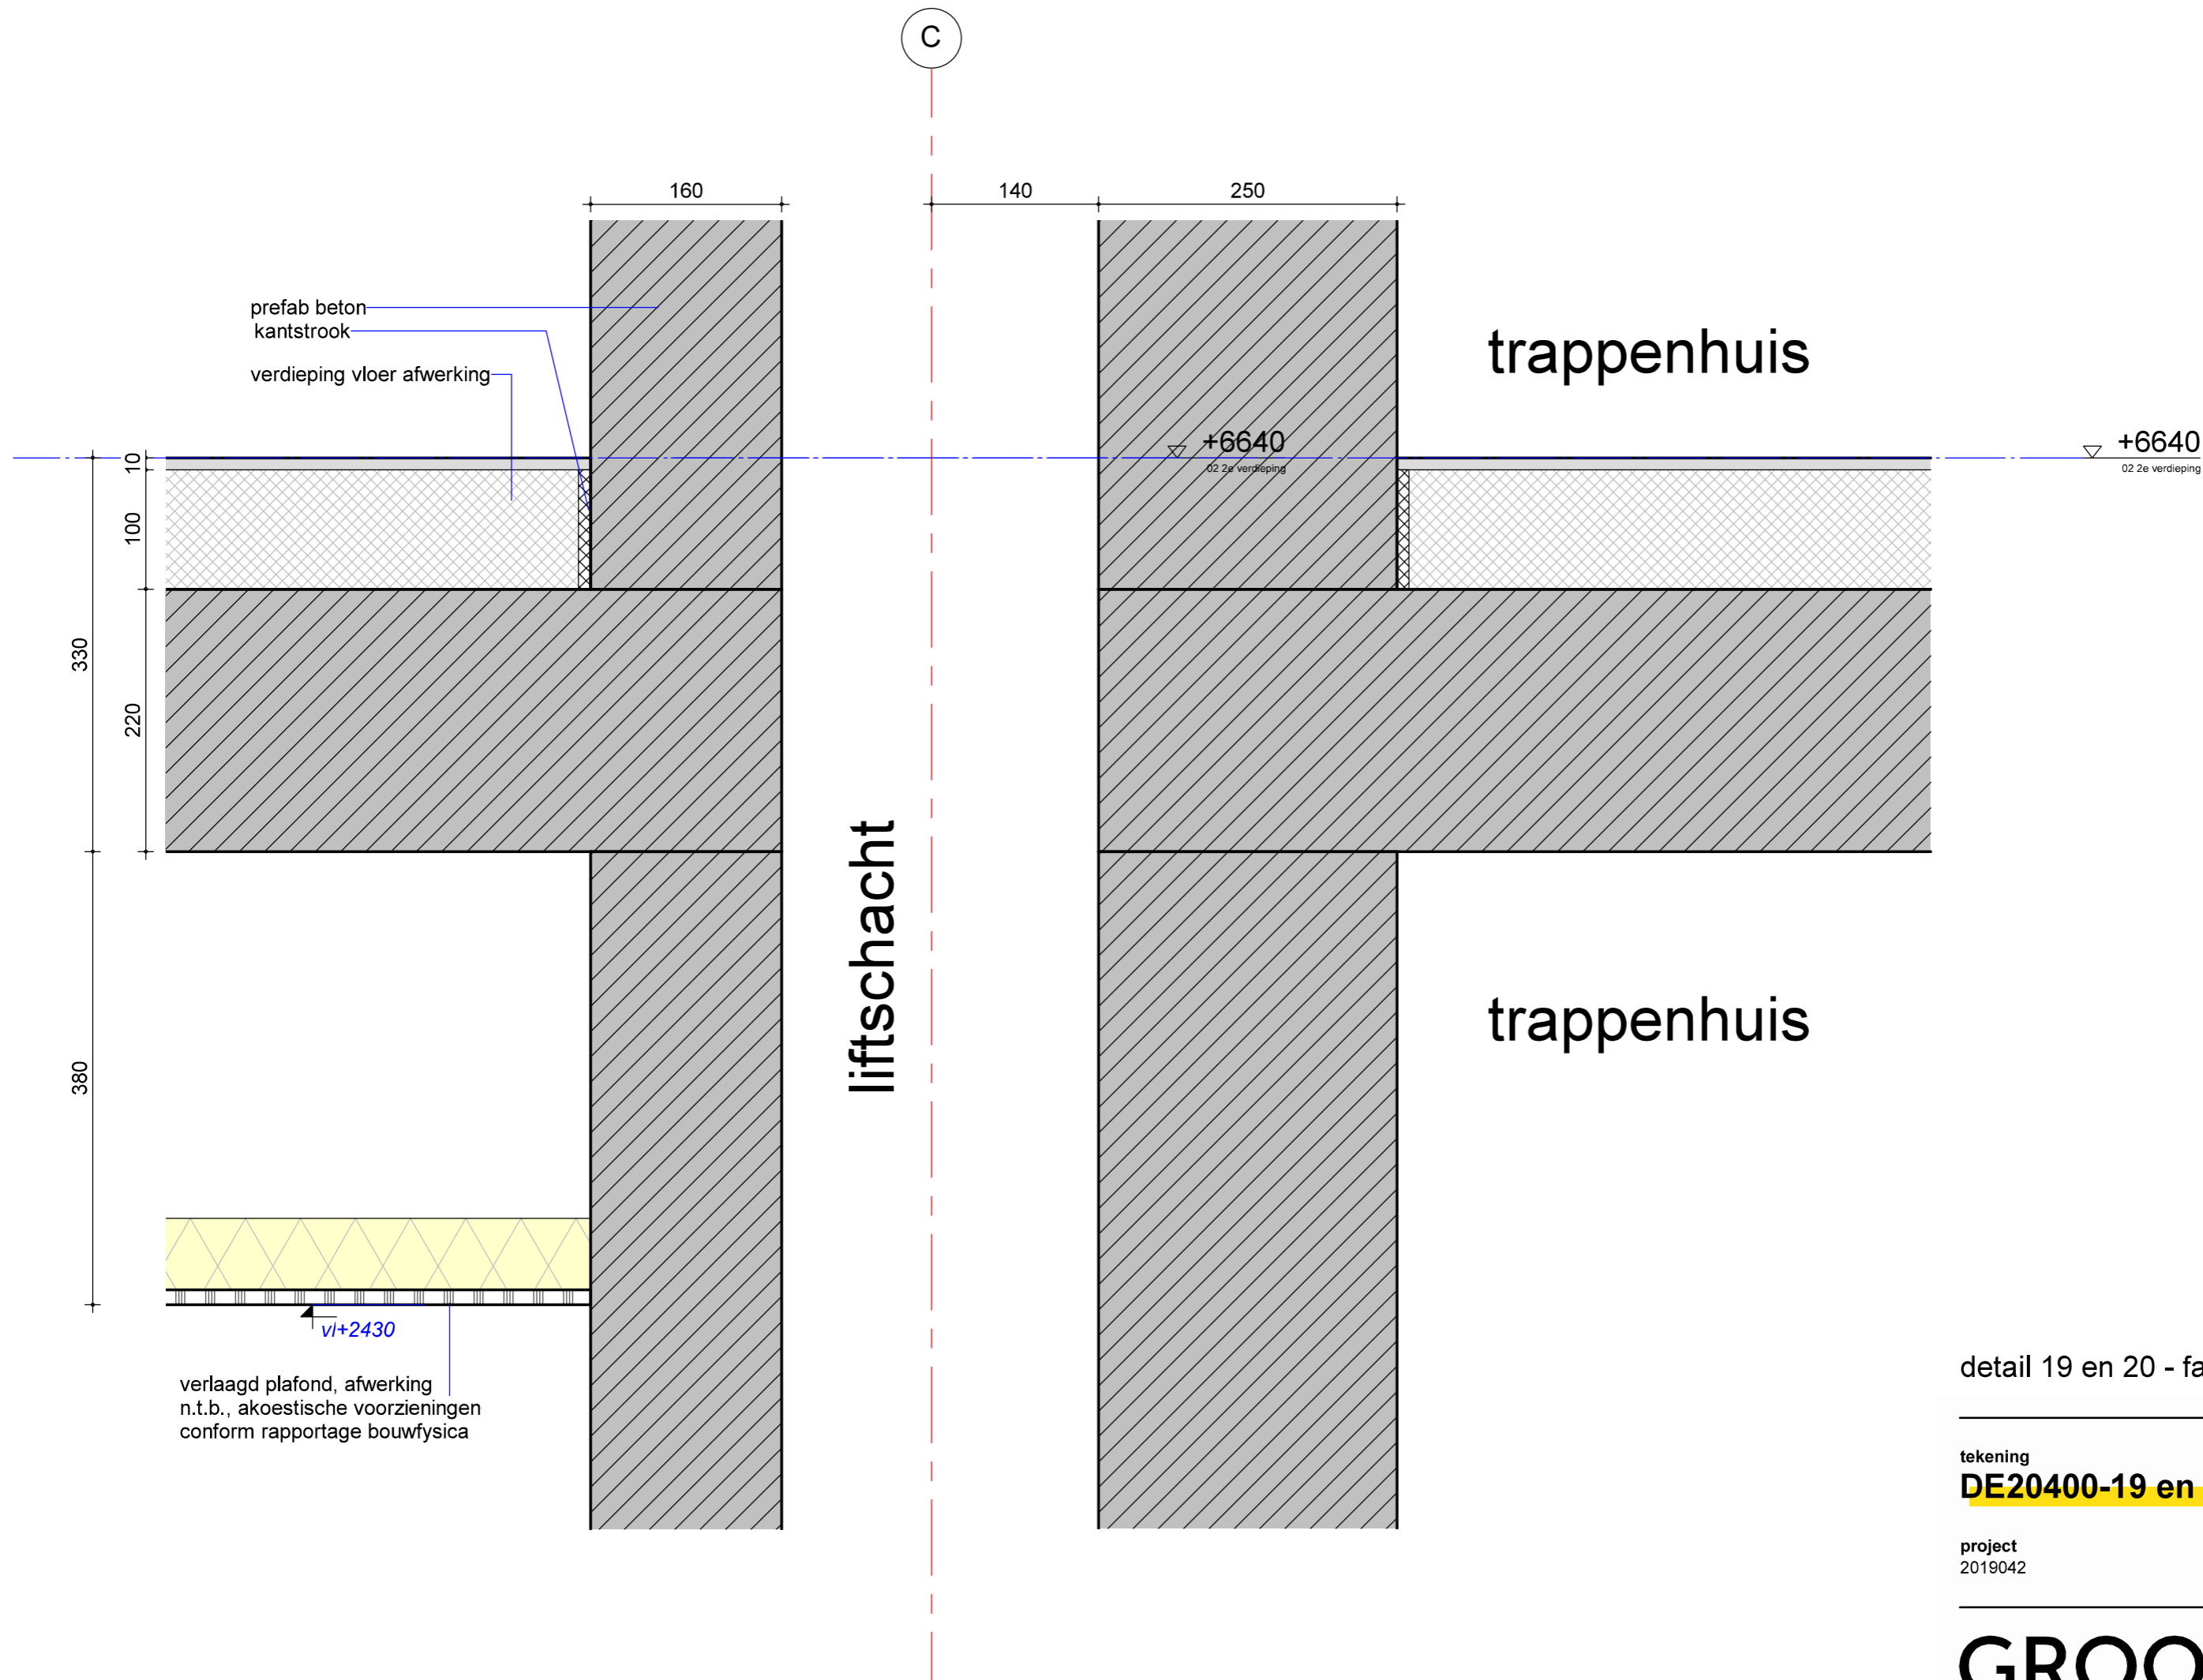 C
160
140
250
prefab beton
kantstrook
verdieping vloer afwerking
trappenhuis
+6640
02 2e verdieping
+6640
02 2e verdieping
10
100
330
220
380
liftschacht
trappenhuis
vl+2430
verlaagd plafond, afwerking
n.t.b., akoestische voorzieningen
conform rapportage bouwfysica
detail 19 en 20 - fa
tekening
DE20400-19 en
project
2019042
GROO